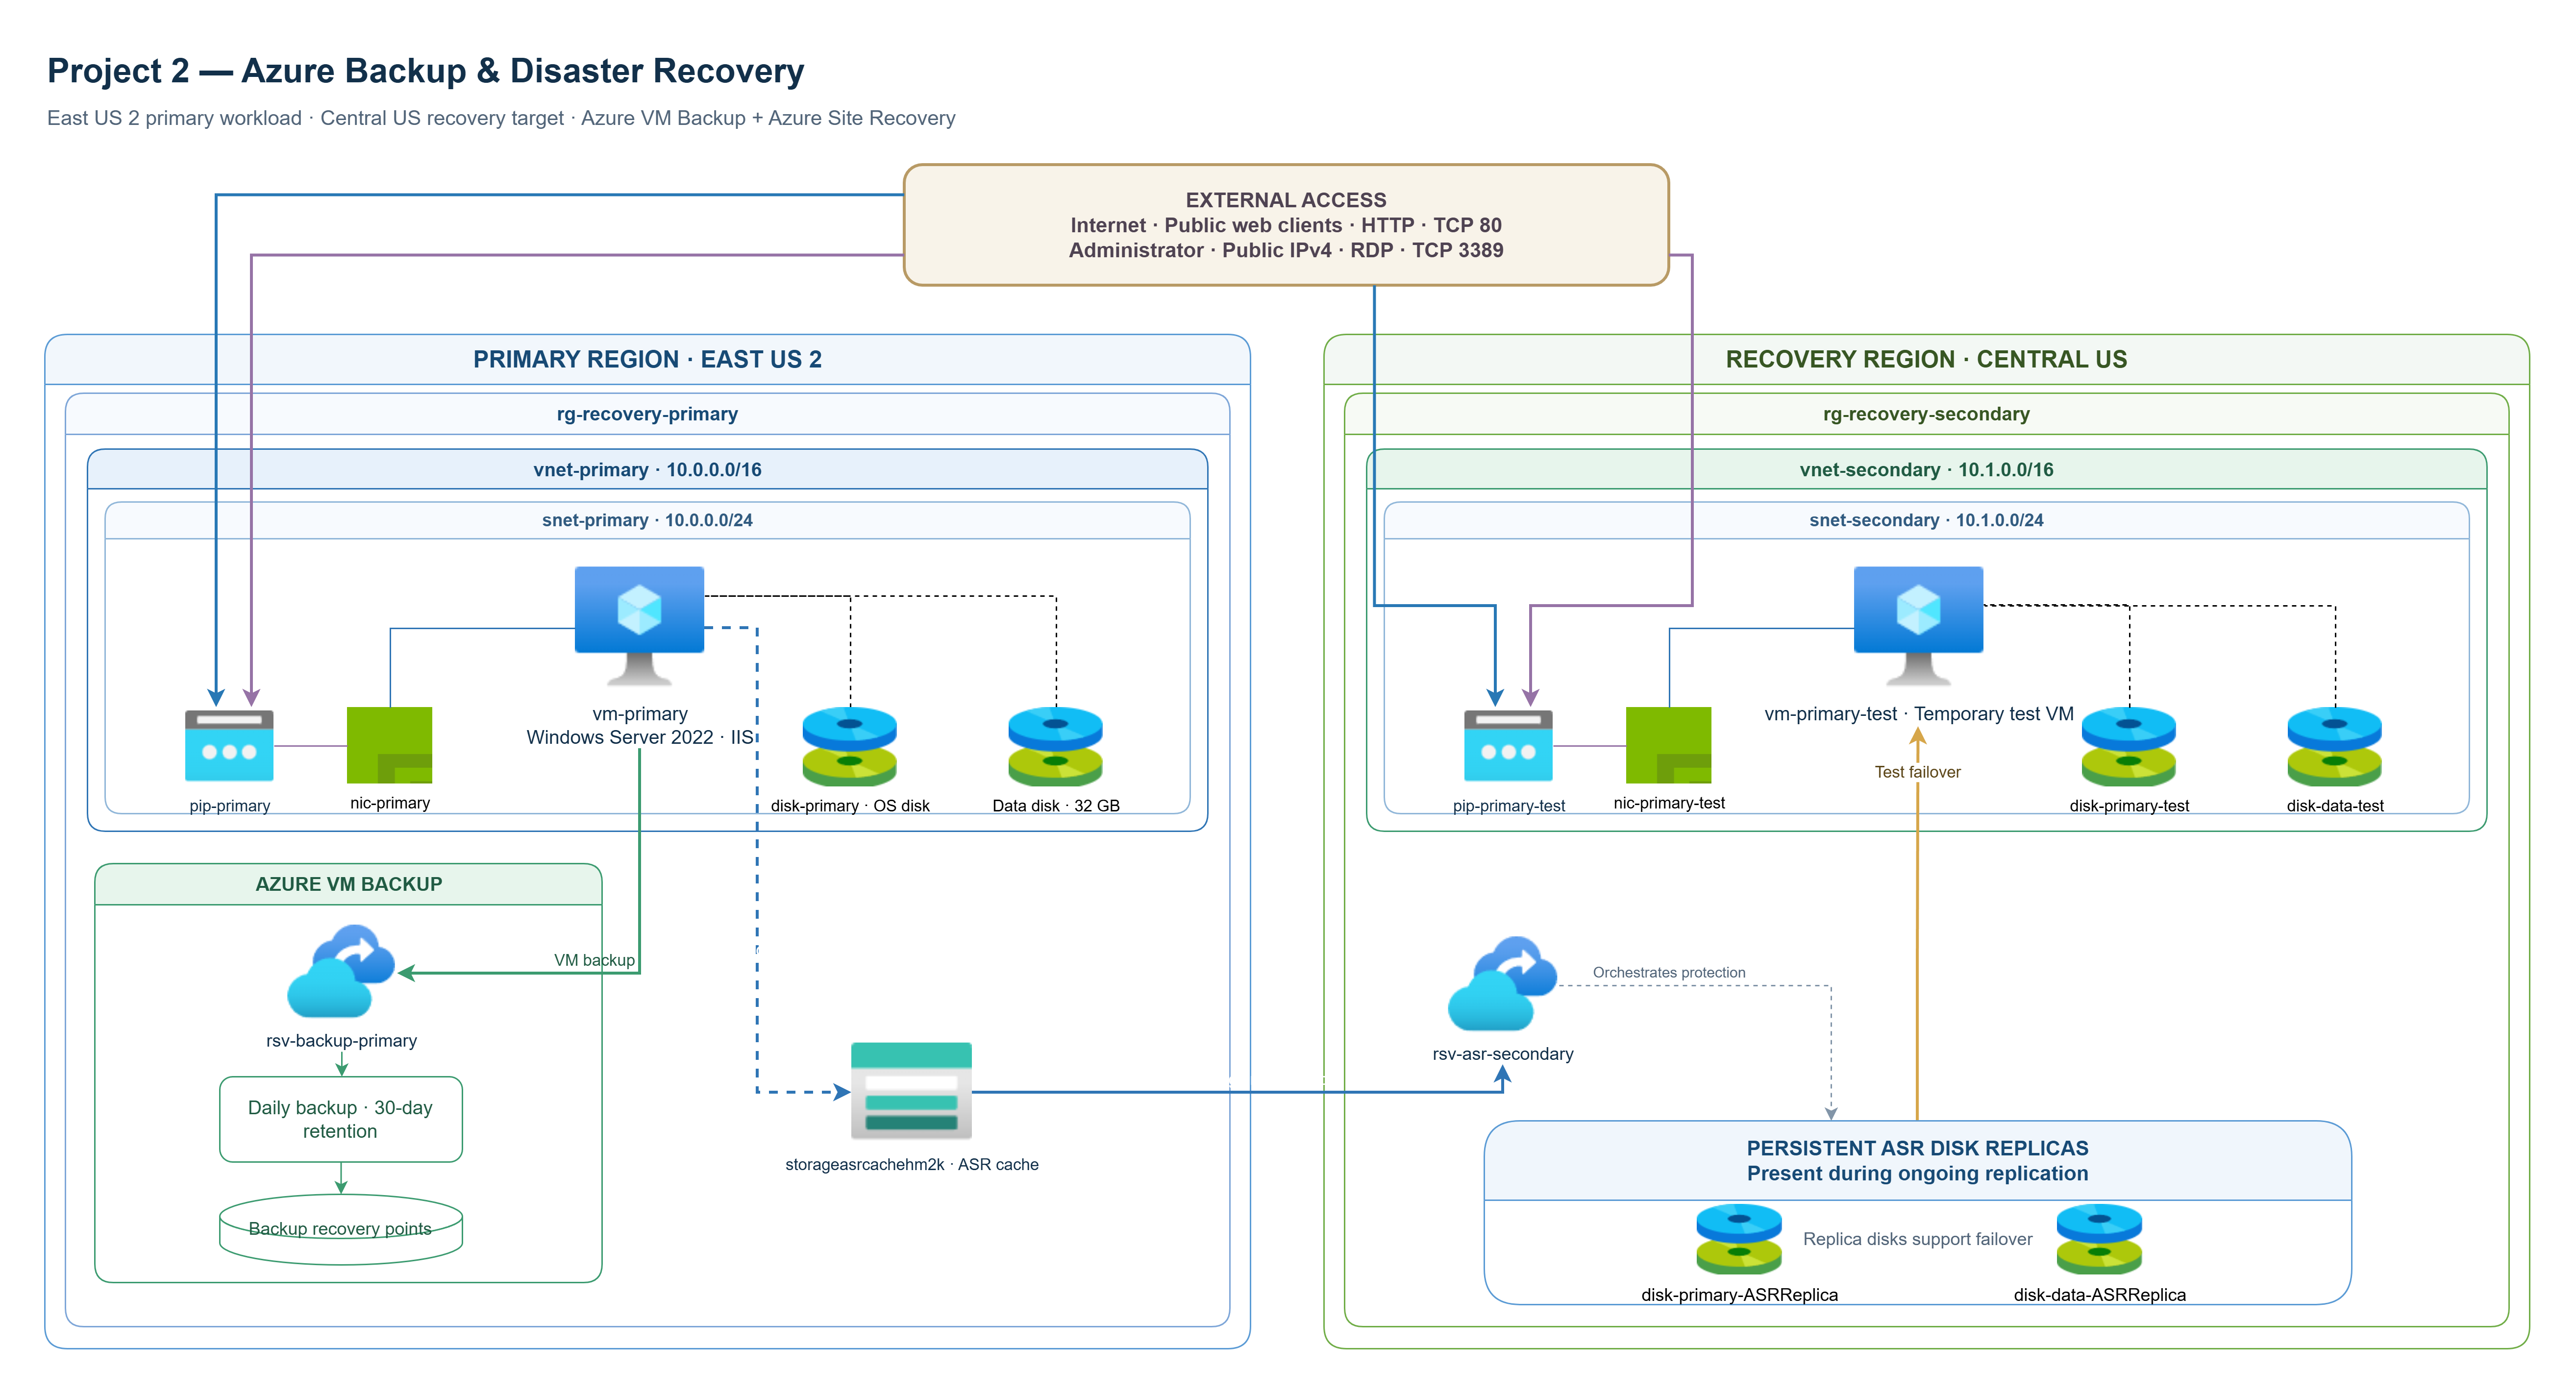 Project 2 — Azure Backup & Disaster Recovery
East US 2 primary workload · Central US recovery target · Azure VM Backup + Azure Site Recovery
EXTERNAL ACCESS
Internet · Public web clients · HTTP · TCP 80
Administrator · Public IPv4 · RDP · TCP 3389
PRIMARY REGION · EAST US 2
rg-recovery-primary
vnet-primary · 10.0.0.0/16
snet-primary · 10.0.0.0/24
vm-primary
Windows Server 2022 · IIS
pip-primary
nic-primary
disk-primary · OS disk
Data disk · 32 GB
AZURE VM BACKUP
VM backup
rsv-backup-primary
Daily backup · 30-day
retention
Backup recovery points
storageasrcachehm2k · ASR cache
RECOVERY REGION · CENTRAL US
rg-recovery-secondary
vnet-secondary · 10.1.0.0/16
snet-secondary · 10.1.0.0/24
vm-primary-test · Temporary test VM
Test failover
pip-primary-test
nic-primary-test
disk-primary-test
disk-data-test
Orchestrates protection
rsv-asr-secondary
PERSISTENT ASR DISK REPLICAS
Present during ongoing replication
Replica disks support failover
disk-primary-ASRReplica
disk-data-ASRReplica